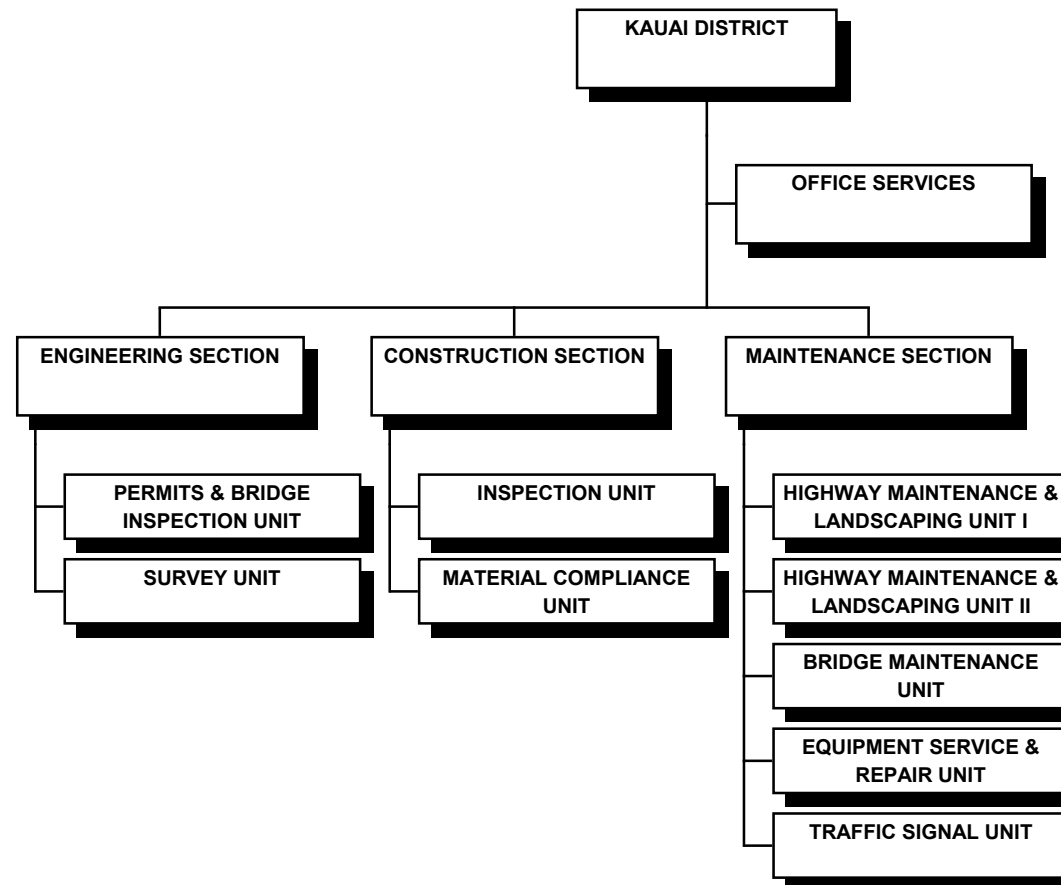 KAUAI DISTRICT
OFFICE SERVICES
ENGINEERING SECTION
CONSTRUCTION SECTION
MAINTENANCE SECTION
PERMITS & BRIDGE
INSPECTION UNIT
SURVEY UNIT
INSPECTION UNIT
MATERIAL COMPLIANCE
UNIT
HIGHWAY MAINTENANCE &
LANDSCAPING UNIT I
HIGHWAY MAINTENANCE &
LANDSCAPING UNIT II
BRIDGE MAINTENANCE
UNIT
EQUIPMENT SERVICE &
REPAIR UNIT
TRAFFIC SIGNAL UNIT